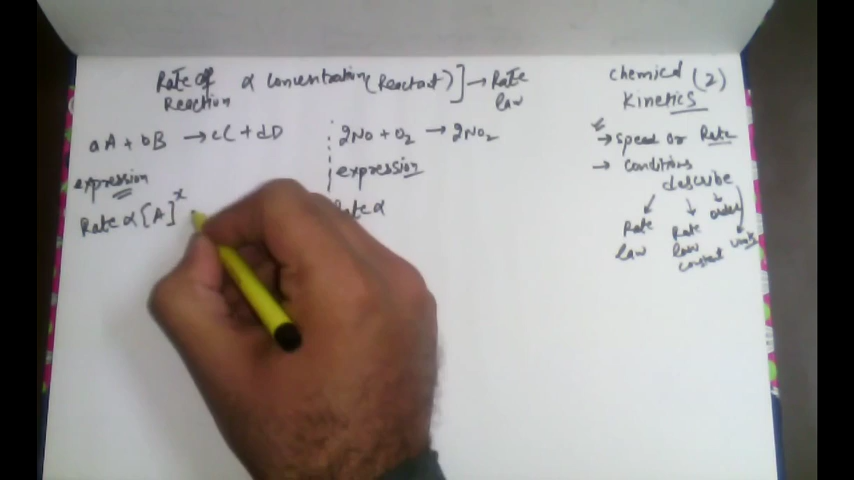 Rate of Reaction ∝ Concentration (Reactant)] → Rate law
aA + bB → cC + dD
expression
Rate ∝ [A]^x
2NO + O₂ → 2NO₂
expression
Rate ∝
Chemical (2)
Kinetics
→ Speed or Rate
→ conditions
describe
Rate law
Rate law constant
order
units